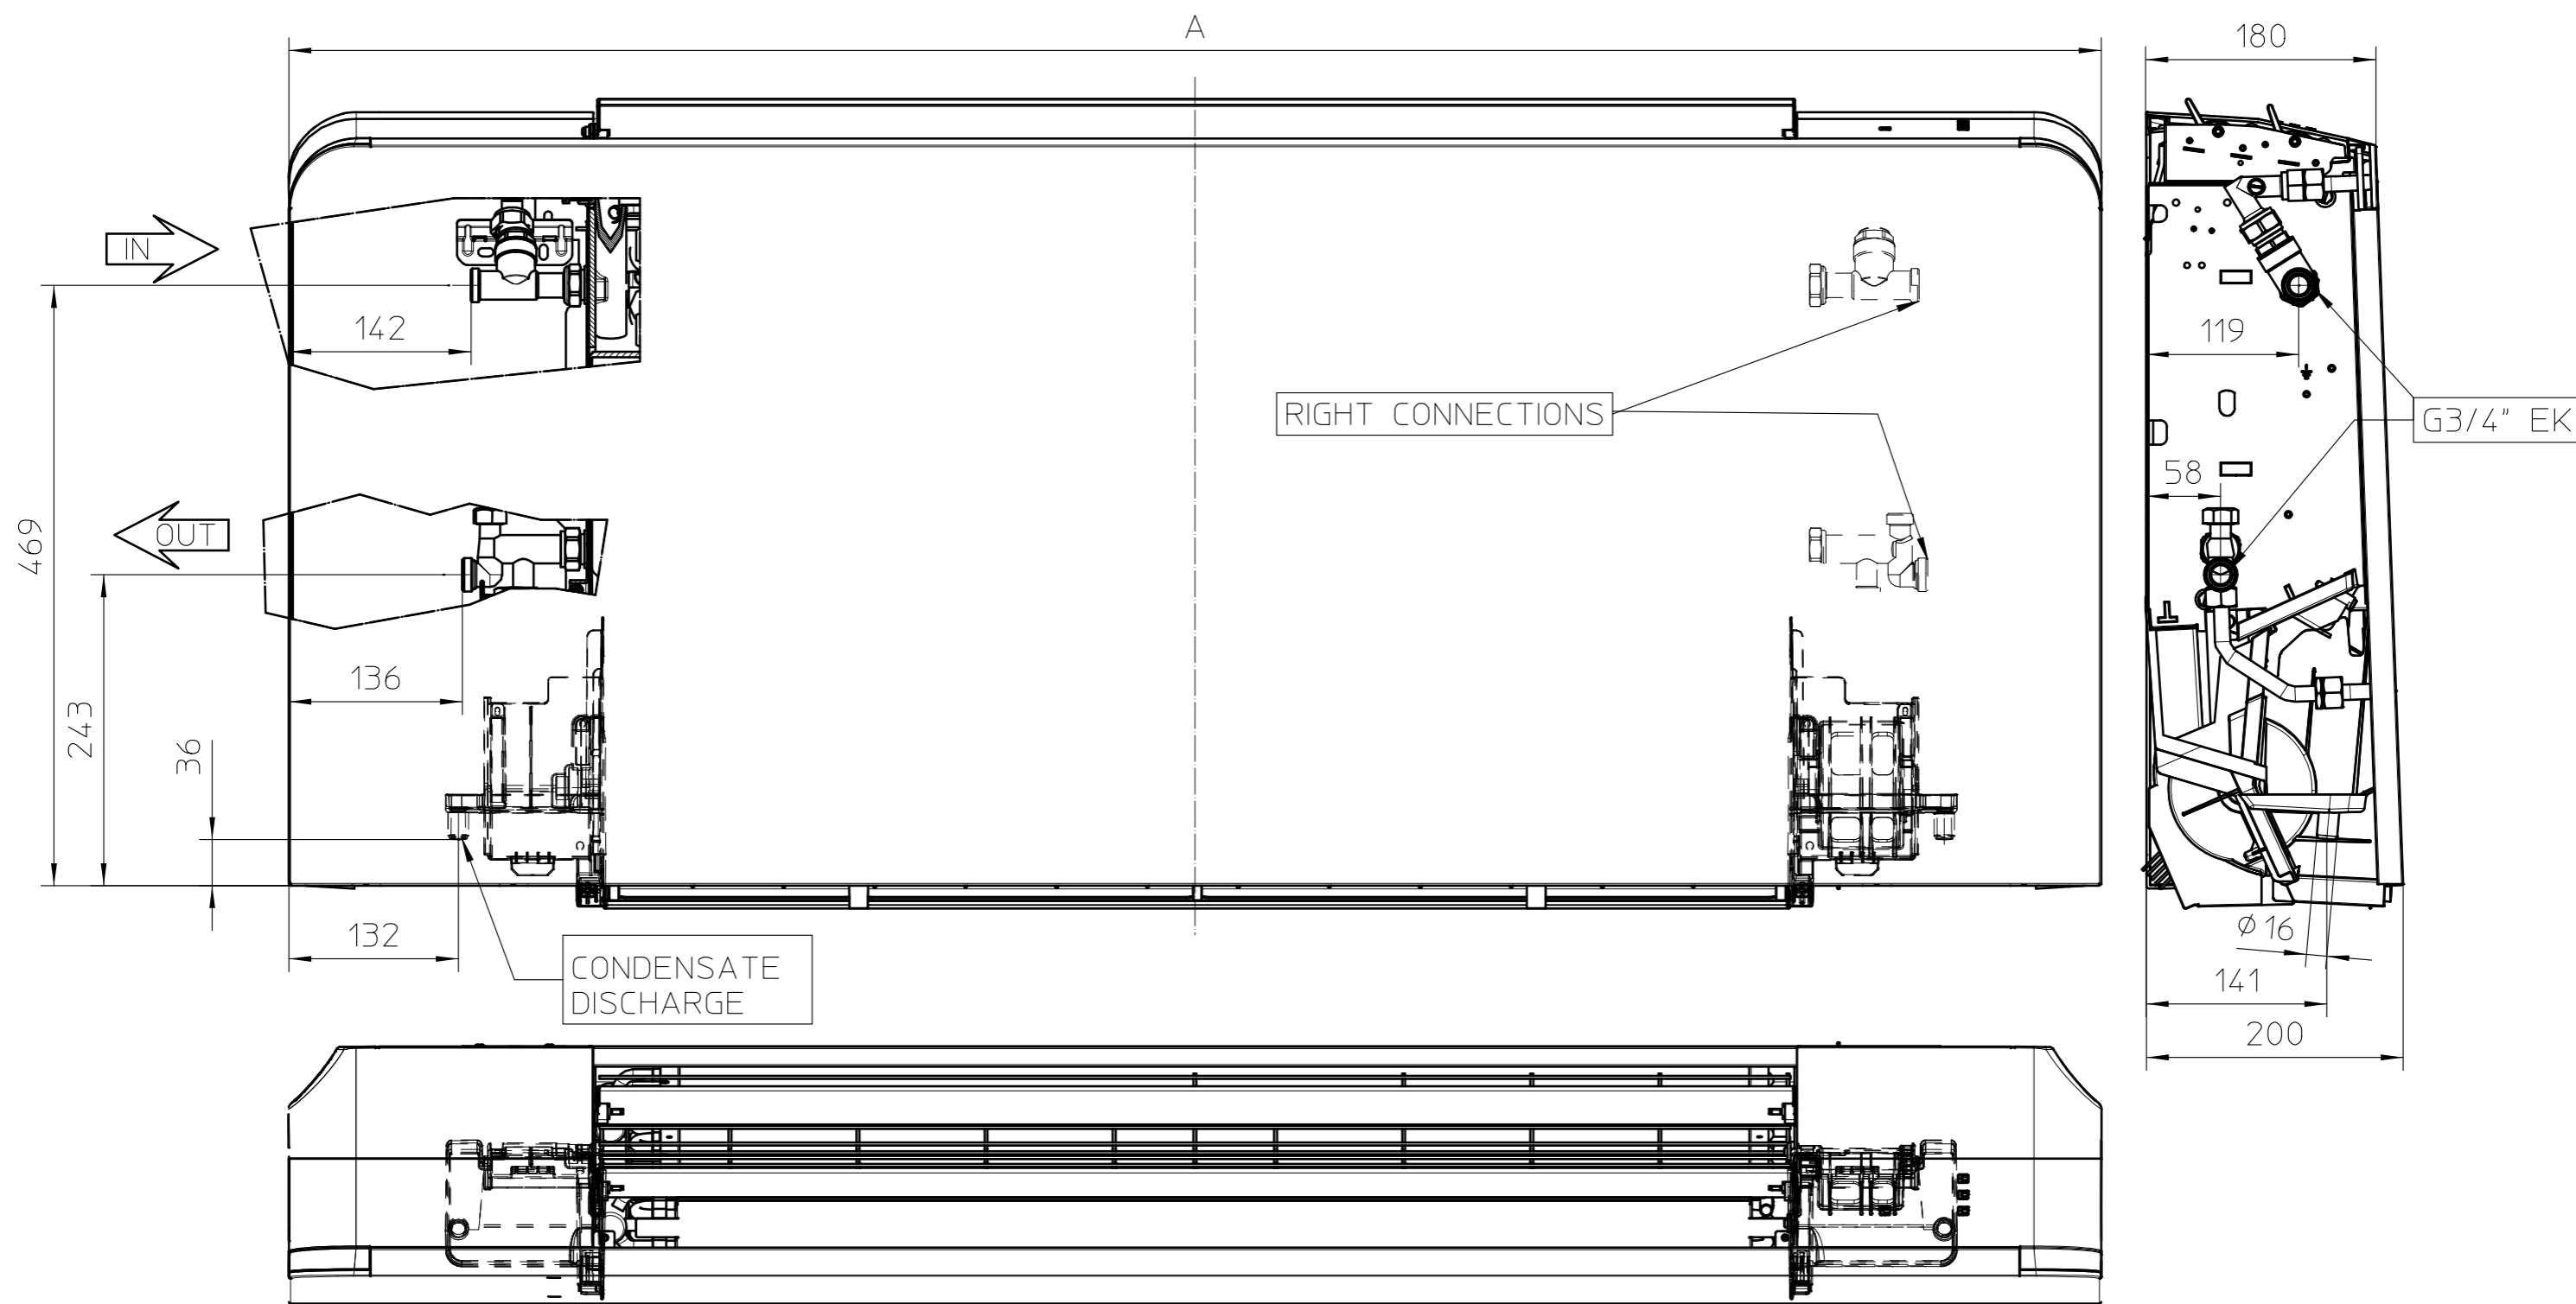 A
180
IN
142
119
RIGHT CONNECTIONS
G3/4" EK
58
469
OUT
136
243
36
132
CONDENSATE
DISCHARGE
Ø 16
141
200